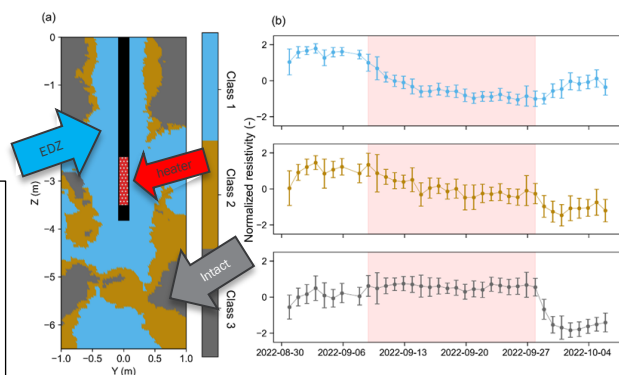 (a)
(b)
0
−1
−3
−4
−5
−6
Z (m)
−1.0 −0.5 0.0 0.5 1.0
Y (m)
EDZ
heater
Intact
Class 1
Class 2
Class 3
Normalized resistivity (-)
2
0
−2
2
0
−2
2
0
−2
2022-08-30 2022-09-06 2022-09-13 2022-09-20 2022-09-27 2022-10-04